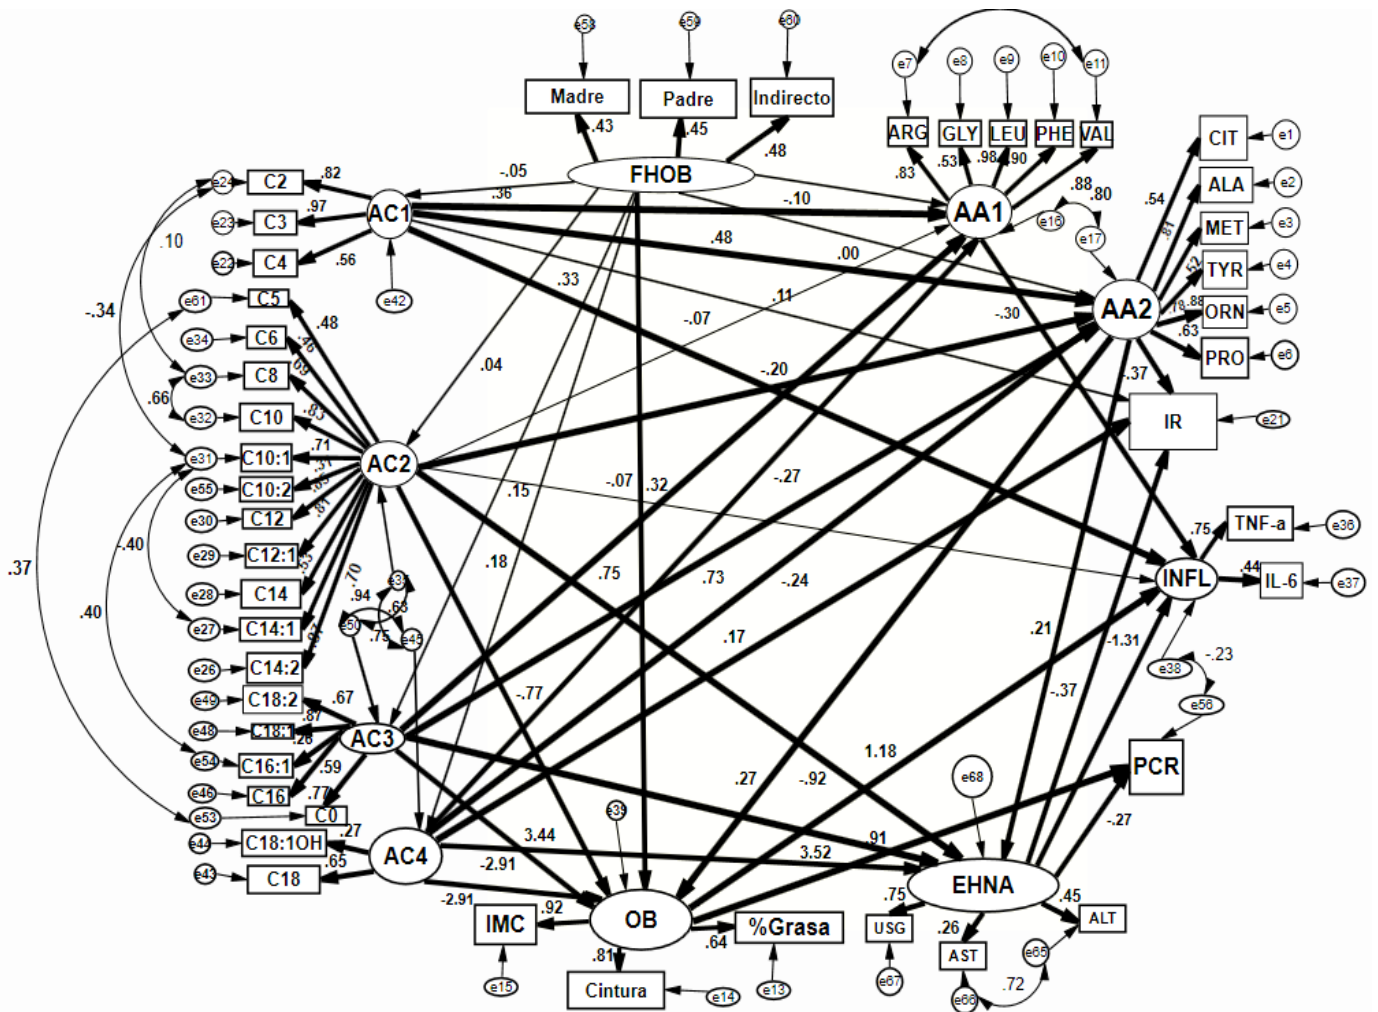 e58
e59
e60
Madre
Padre
Indirecto
.43
.45
.48
FHOB
e7
e8
e9
e10
e11
ARG
GLY
LEU
PHE
VAL
.83
.53
.98
.90
.88
.80
AA1
e16
e17
CIT
e1
ALA
e2
MET
e3
TYR
e4
ORN
e5
PRO
e6
.54
.81
.52
.78
.88
.63
AA2
e24
C2
.82
e23
C3
.97
e22
C4
.56
AC1
e42
-.05
.36
-.10
.48
.00
.33
.11
-.07
-.30
.04
-.20
-.37
.10
-.34
.66
.37
-.40
.40
e61
C5
.48
e34
C6
.46
e33
C8
.69
e32
C10
.83
e31
C10:1
.71
e55
C10:2
e30
C12
e29
C12:1
.81
e28
C14
e27
C14:1
e26
C14:2
AC2
IR
e21
.15
-.07
.32
-.27
.18
.75
.73
-.24
.17
.70
.94
.63
.75
e50
e45
TNF-a
e36
.75
INFL
.44
IL-6
e37
e38
-.23
e56
PCR
.21
-1.31
-.37
e49
C18:2
.67
e48
C18:1
.87
e54
C16:1
.26
e46
C16
.59
e53
C0
.77
AC3
e44
C18:1OH
.27
e43
C18
.65
AC4
-.77
1.18
.27
-.92
-.27
3.44
3.52
.91
-2.91
-2.91
e39
e68
OB
EHNA
IMC
.92
e15
.81
Cintura
e14
.64
%Grasa
e13
.75
USG
e67
.26
AST
e66
.45
ALT
e65
.72